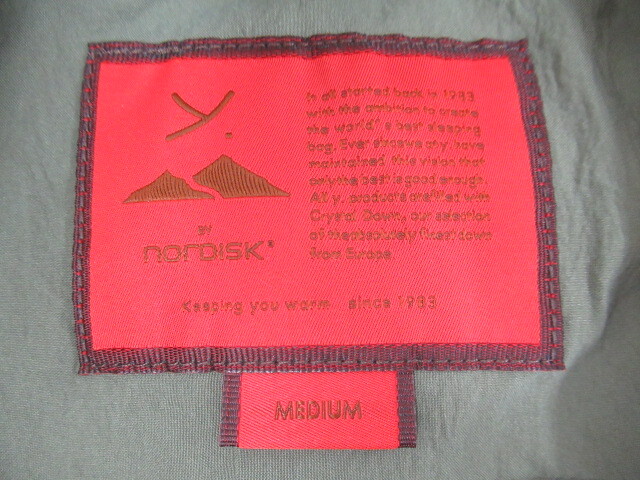 y.
BY
nordisk®
It all started back in 1983
with the ambition to create
the world's best sleeping
bag. Ever since we have
maintained this vision that
only the best is good enough.
All y. products are filled with
Crystal Down, our selection
of the absolutely finest down
from Europe.
Keeping you warm since 1983
MEDIUM